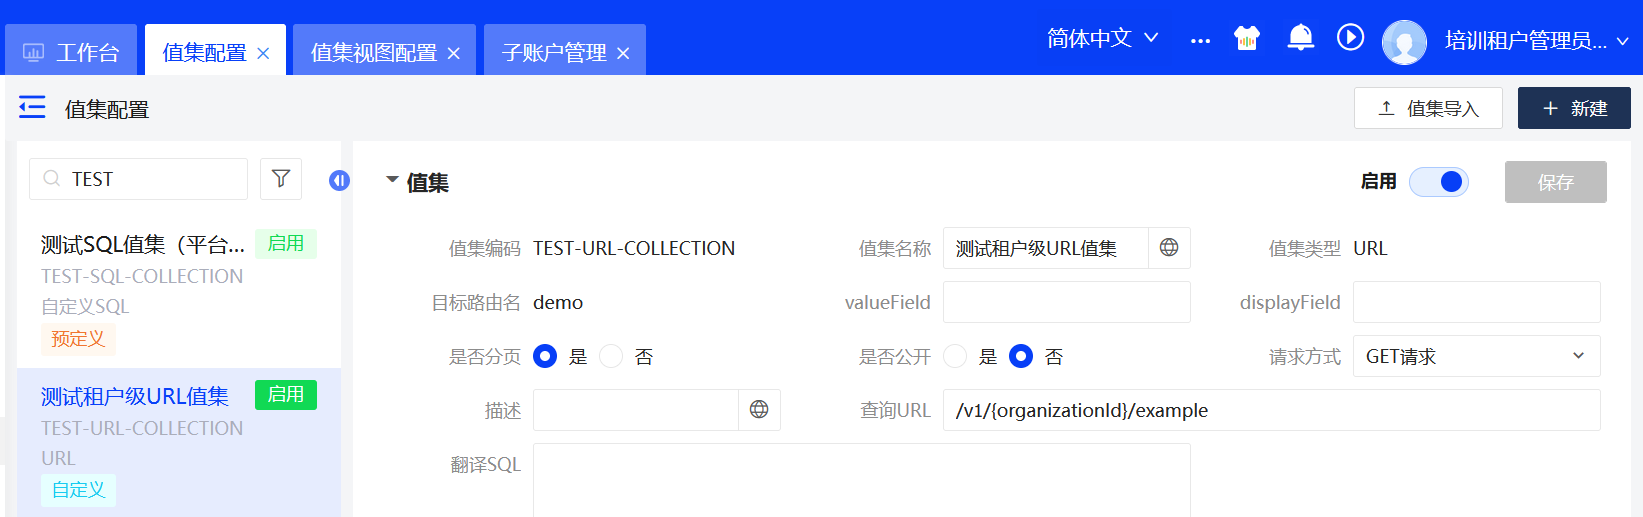 工作台
值集配置
值集视图配置
子账户管理
简体中文
...
培训租户管理员...
值集配置
值集导入
新建
TEST
测试SQL值集（平台...
启用
TEST-SQL-COLLECTION
自定义SQL
预定义
测试租户级URL值集
启用
TEST-URL-COLLECTION
URL
自定义
值集
启用
保存
值集编码 TEST-URL-COLLECTION
值集名称 测试租户级URL值集
值集类型 URL
目标路由名 demo
valueField
displayField
是否分页 是 否
是否公开 是 否
请求方式 GET请求
描述
查询URL /v1/{organizationId}/example
翻译SQL